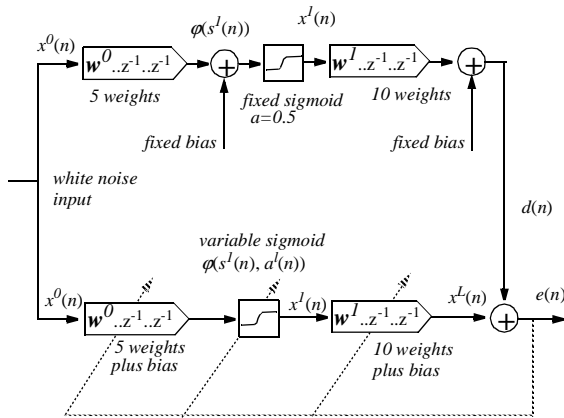 φ(s¹(n))
x¹(n)
x⁰(n)
w⁰..z⁻¹..z⁻¹
+
w¹..z⁻¹..z⁻¹
+
5 weights
fixed sigmoid
a=0.5
10 weights
fixed bias
fixed bias
white noise
input
d(n)
variable sigmoid
φ(s¹(n), a¹(n))
x⁰(n)
x¹(n)
xᴸ(n)
e(n)
w⁰..z⁻¹..z⁻¹
w¹..z⁻¹..z⁻¹
+
5 weights
plus bias
10 weights
plus bias